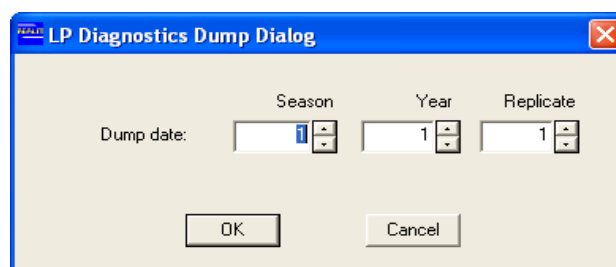 LP Diagnostics Dump Dialog
Season Year Replicate
Dump date: 1 1 1
OK Cancel